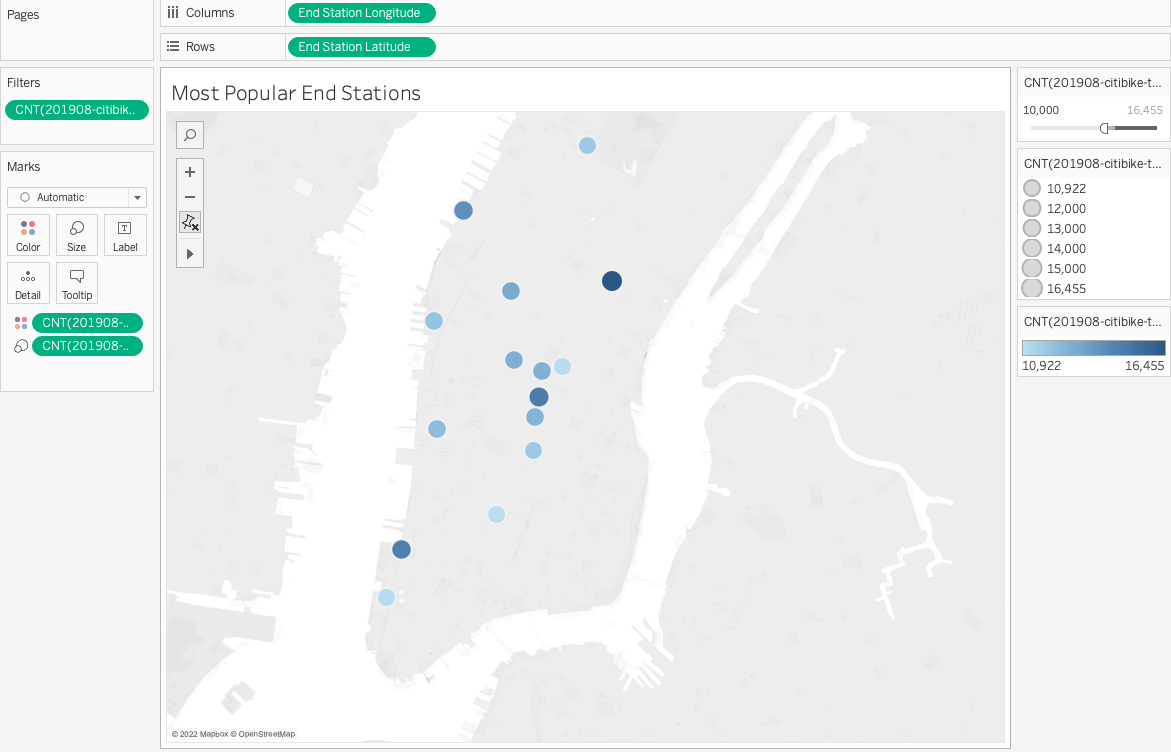 Pages
Columns
End Station Longitude
Rows
End Station Latitude
Filters
CNT(201908-citibik..
Marks
Automatic
Color
Size
Label
Detail
Tooltip
CNT(201908-..
CNT(201908-..
Most Popular End Stations
© 2022 Mapbox © OpenStreetMap
CNT(201908-citibike-t...
10,000 16,455
CNT(201908-citibike-t...
10,922
12,000
13,000
14,000
15,000
16,455
CNT(201908-citibike-t...
10,922 16,455